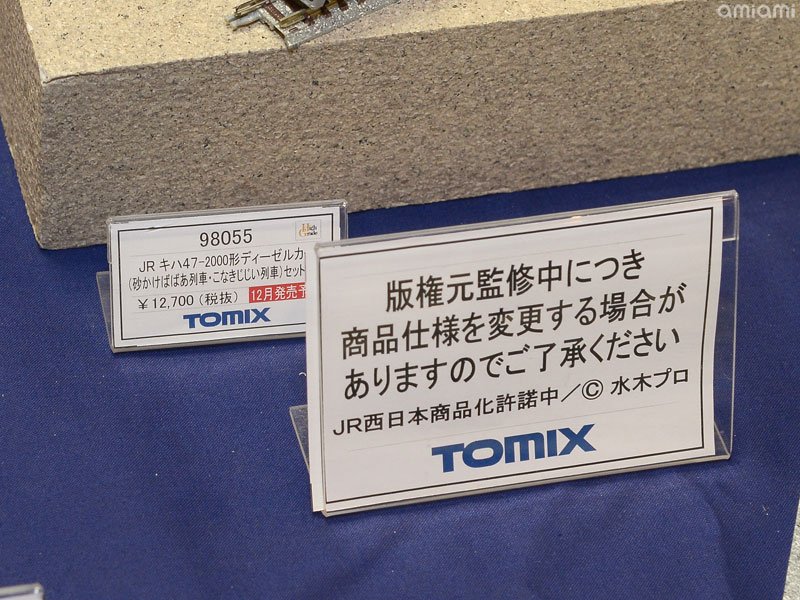 amiami
98055
High Grade
JR キハ47-2000形ディーゼルカ
(砂かけばばあ列車・こなきじじい列車)セット
￥12,700(税抜) 12月発売予
TOMIX
版権元監修中につき
商品仕様を変更する場合が
ありますのでご了承ください
JR西日本商品化許諾中/© 水木プロ
TOMIX